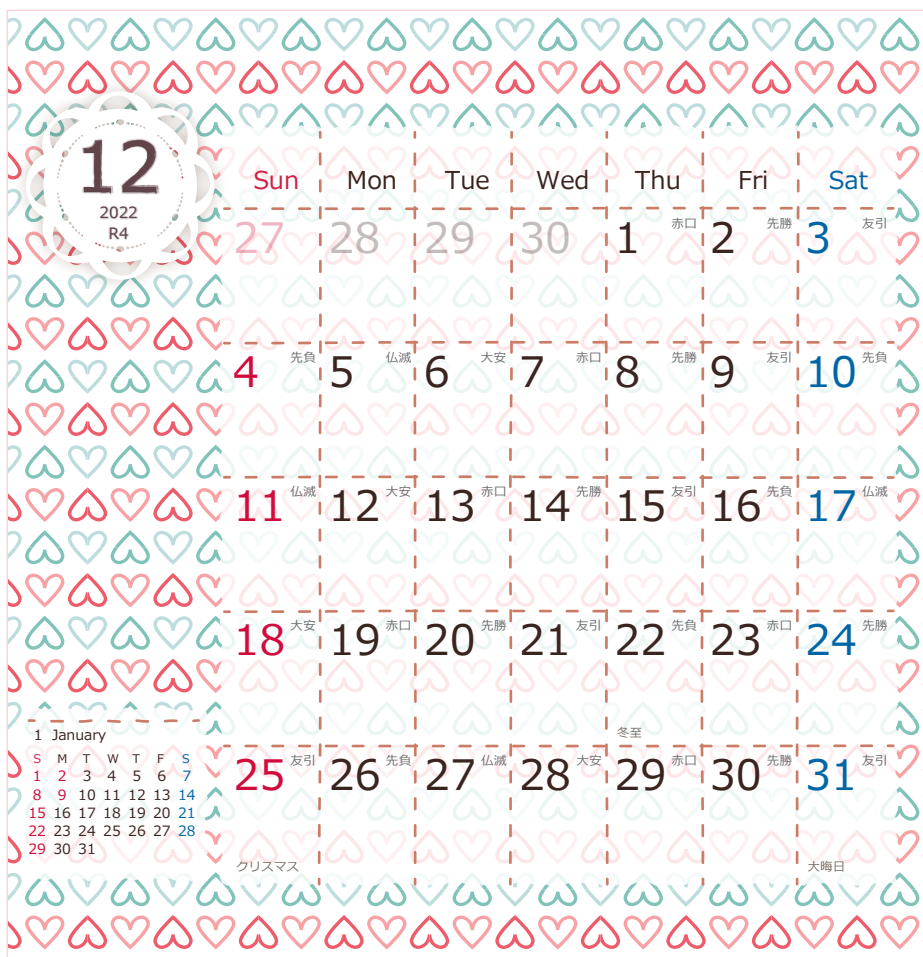 12
2022
R4
Sun Mon Tue Wed Thu Fri Sat
27 28 29 30 1 赤口 2 先勝 3 友引
4 先負 5 仏滅 6 大安 7 赤口 8 先勝 9 友引 10 先負
11 仏滅 12 大安 13 赤口 14 先勝 15 友引 16 先負 17 仏滅
18 大安 19 赤口 20 先勝 21 友引 22 先負 23 赤口 24 先勝
冬至
25 友引 26 先負 27 仏滅 28 大安 29 赤口 30 先勝 31 友引
クリスマス 大晦日
1 January
S M T W T F S
1 2 3 4 5 6 7
8 9 10 11 12 13 14
15 16 17 18 19 20 21
22 23 24 25 26 27 28
29 30 31